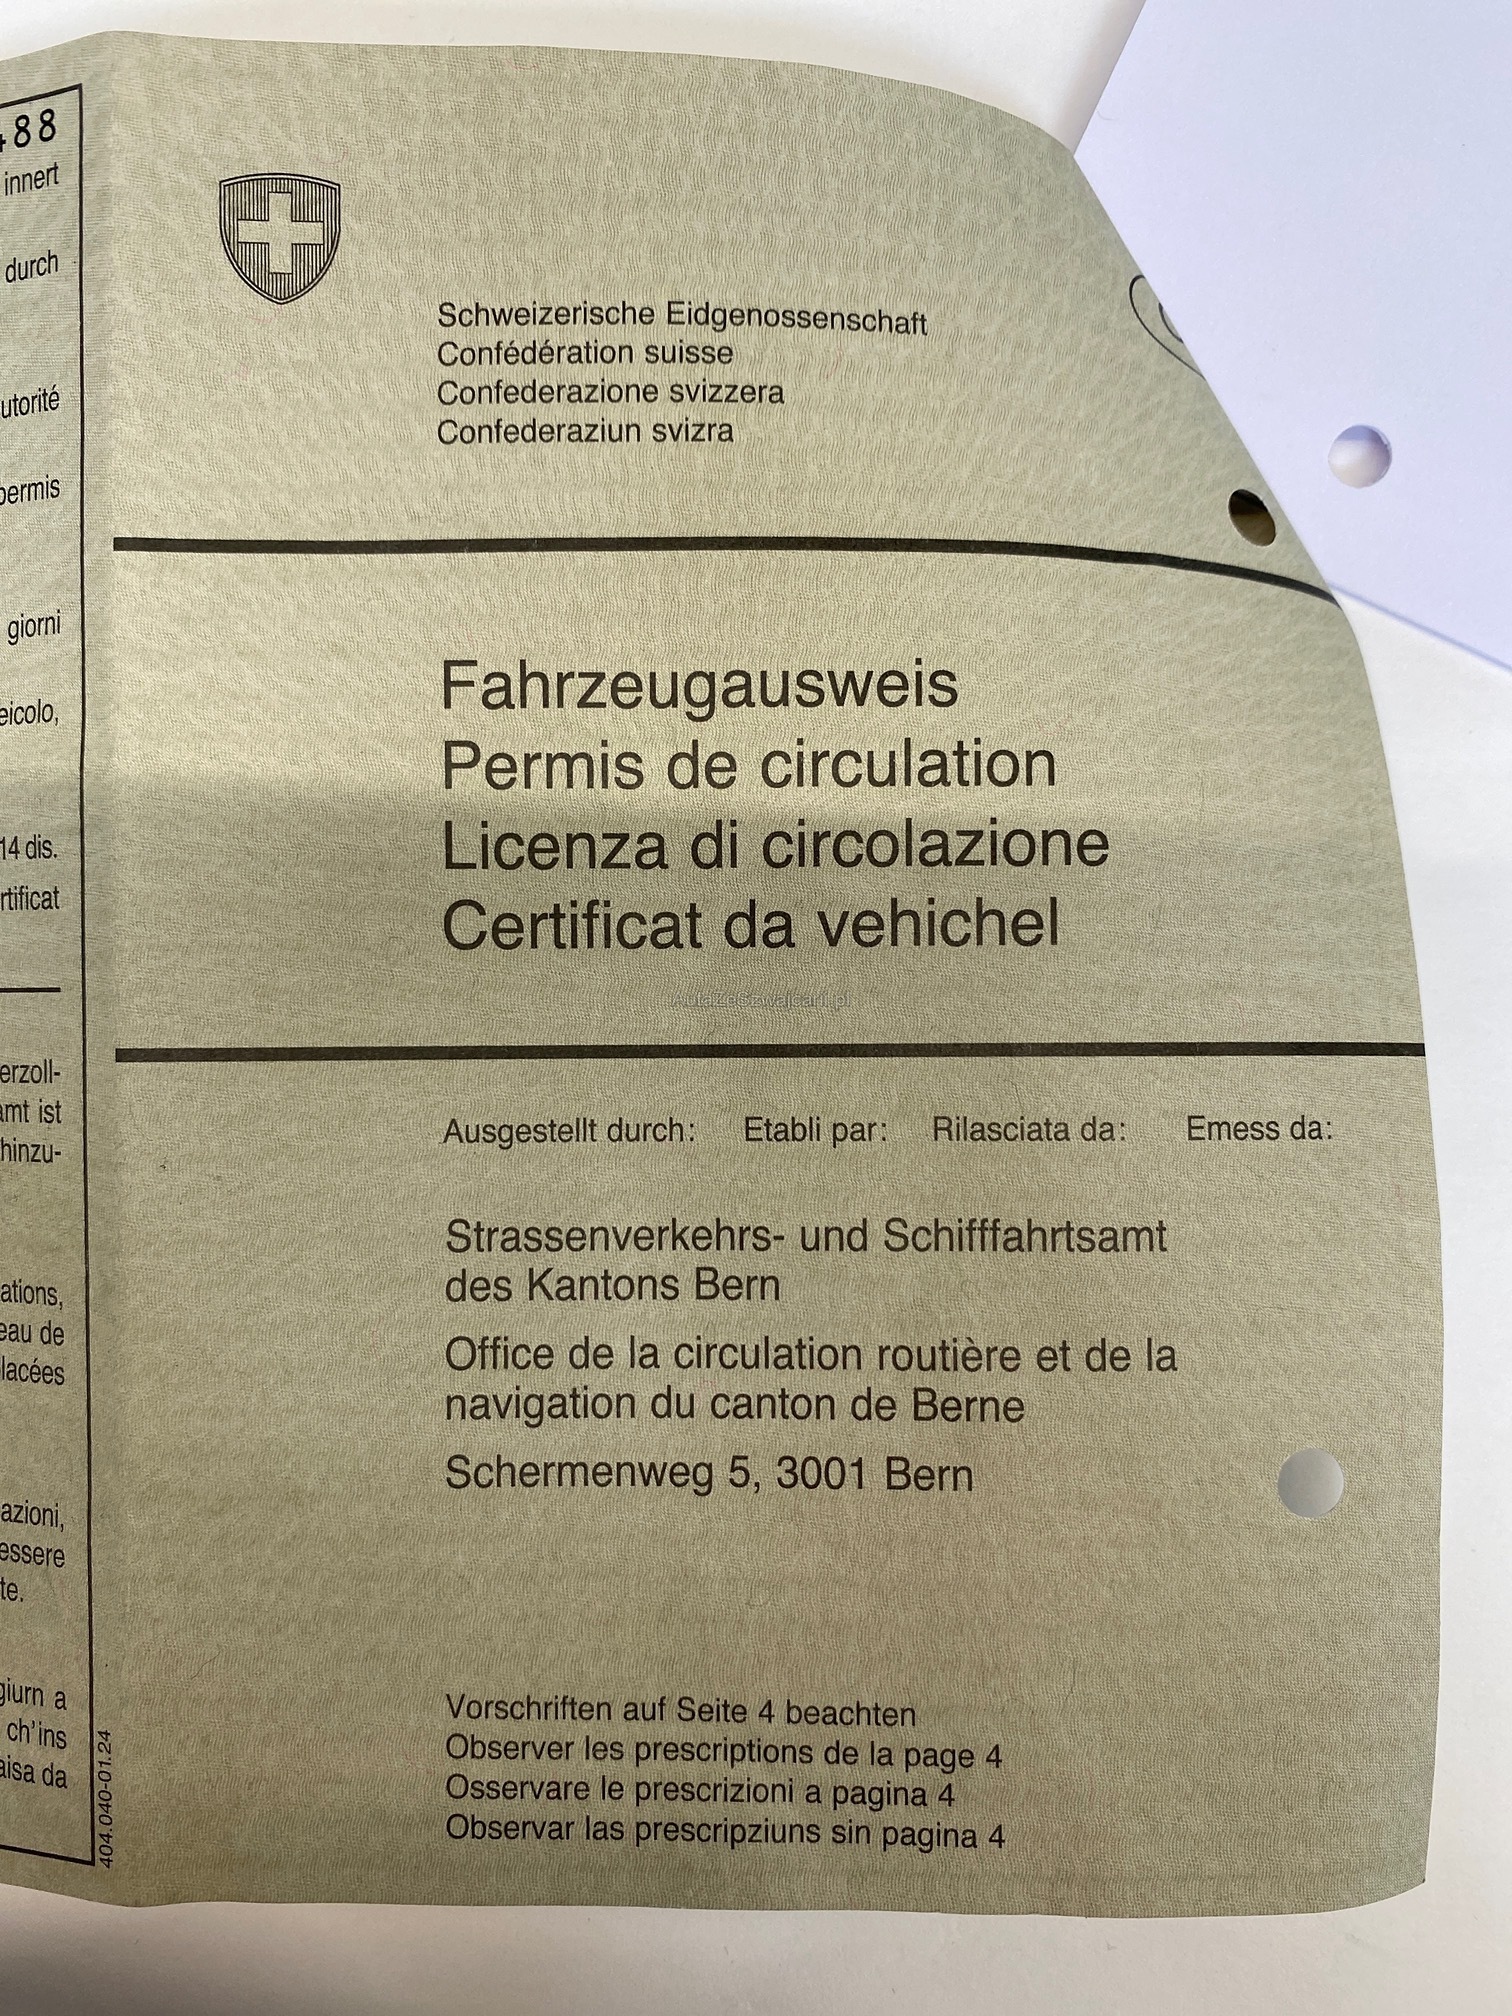 488
innert
durch
utorité
permis
giorni
eicolo,
14 dis.
rtificat
erzoll-
amt ist
hinzu-
ations,
eau de
lacées
azioni,
essere
te.
giurn a
ch'ins
aisa da
404.040-01.24
Schweizerische Eidgenossenschaft
Confédération suisse
Confederazione svizzera
Confederaziun svizra
Fahrzeugausweis
Permis de circulation
Licenza di circolazione
Certificat da vehichel
AutaZeSzwajcarii.pl
Ausgestellt durch: Etabli par: Rilasciata da: Emess da:
Strassenverkehrs- und Schifffahrtsamt
des Kantons Bern
Office de la circulation routière et de la
navigation du canton de Berne
Schermenweg 5, 3001 Bern
Vorschriften auf Seite 4 beachten
Observer les prescriptions de la page 4
Osservare le prescrizioni a pagina 4
Observar las prescripziuns sin pagina 4